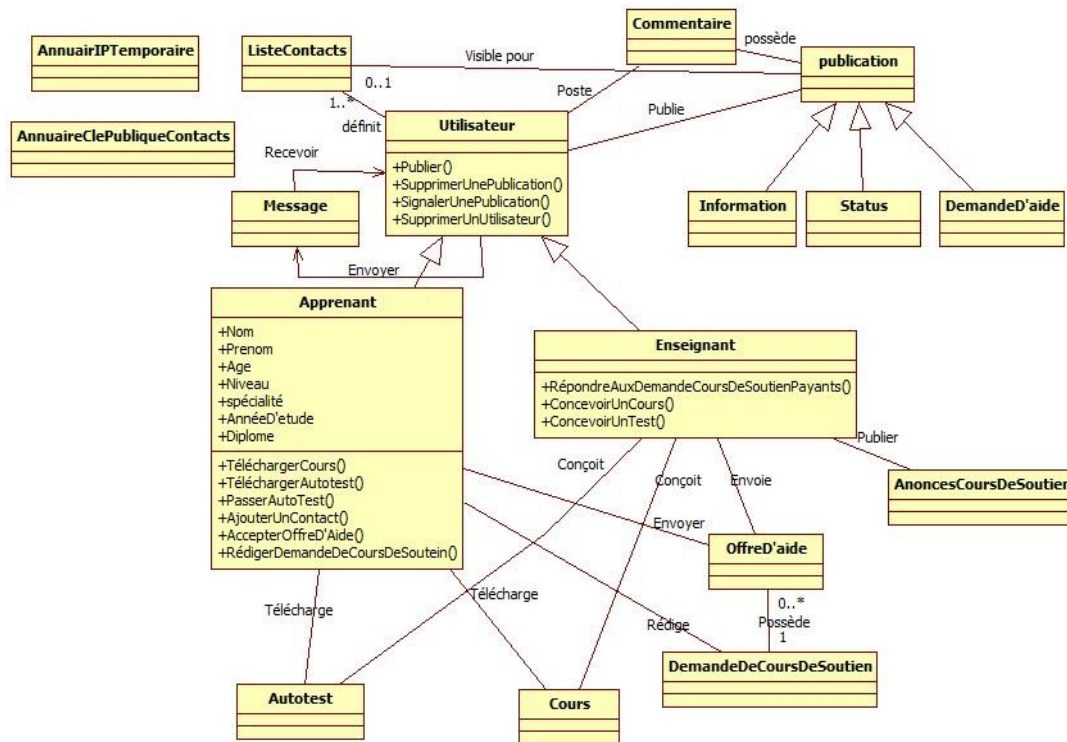 Commentaire
AnnuairIPTemporaire
ListeContacts
possède
publication
Visible pour
0..1
Poste
1..*
Publie
définit
Utilisateur
AnnuaireClePubliqueContacts
Recevoir
+Publier()
+SupprimerUnePublication()
+SignalerUnePublication()
+SupprimerUnUtilisateur()
Message
Information
Status
DemandeD'aide
Envoyer
Apprenant
+Nom
+Prenom
+Age
+Niveau
+spécialité
+AnnéeD'etude
+Diplome
+TéléchargerCours()
+TéléchargerAutotest()
+PasserAutoTest()
+AjouterUnContact()
+AccepterOffreD'Aide()
+RédigerDemandeDeCoursDeSoutein()
Enseignant
+RépondreAuxDemandeCoursDeSoutienPayants()
+ConcevoirUnCours()
+ConcevoirUnTest()
Publier
Conçoit
Conçoit
Envoie
AnoncesCoursDeSoutien
Envoyer
OffreD'aide
Télécharge
Télécharge
0..*
Possède
Rédige
1
DemandeDeCoursDeSoutien
Autotest
Cours